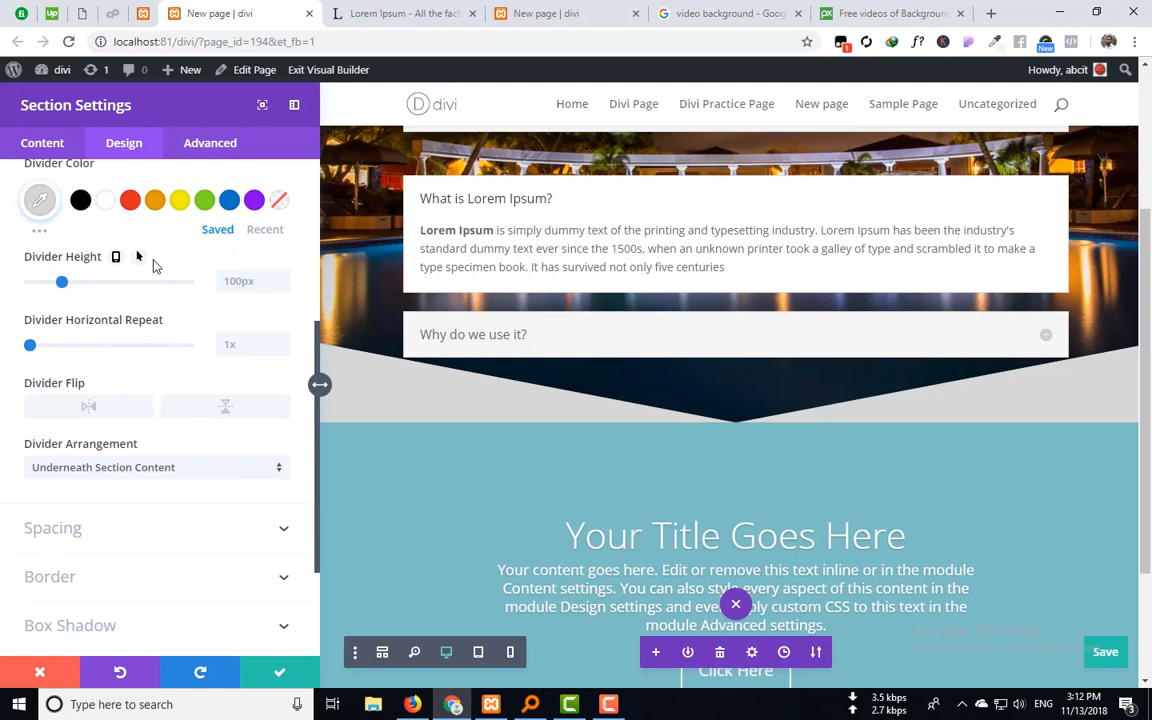 New page | divi
Lorem Ipsum - All the fact
New page | divi
video background - Goog
Free videos of Background
localhost:81/divi/?page_id=194&et_fb=1
New
divi
1
0
New
Edit Page
Exit Visual Builder
Howdy, abcit
Section Settings
divi
Home
Divi Page
Divi Practice Page
New page
Sample Page
Uncategorized
Content
Design
Advanced
Divider Color
Saved
Recent
Divider Height
100px
Divider Horizontal Repeat
1x
Divider Flip
Divider Arrangement
Underneath Section Content
Spacing
Border
Box Shadow
What is Lorem Ipsum?
Lorem Ipsum is simply dummy text of the printing and typesetting industry. Lorem Ipsum has been the industry's
standard dummy text ever since the 1500s, when an unknown printer took a galley of type and scrambled it to make a
type specimen book. It has survived not only five centuries
Why do we use it?
Your Title Goes Here
Your content goes here. Edit or remove this text inline or in the module
Content settings. You can also style every aspect of this content in the
module Design settings and even apply custom CSS to this text in the
module Advanced settings.
Click Here
Save
Type here to search
3.5 kbps
2.7 kbps
ENG
3:12 PM
11/13/2018
3